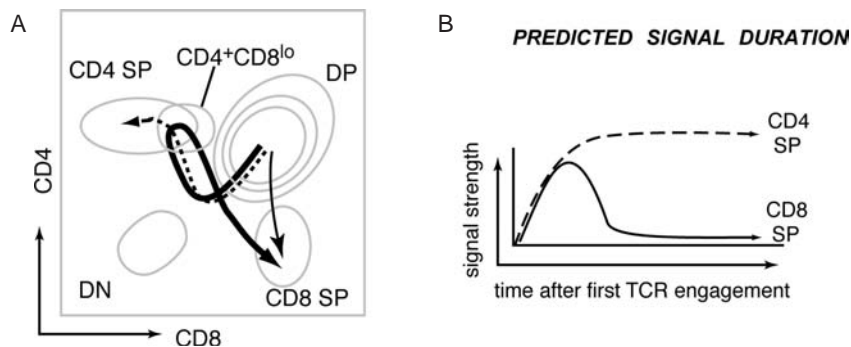 A
CD4 SP
CD4⁺CD8ˡᵒ
DP
CD4
DN
CD8 SP
CD8
B
PREDICTED SIGNAL DURATION
signal strength
CD4
SP
CD8
SP
time after first TCR engagement